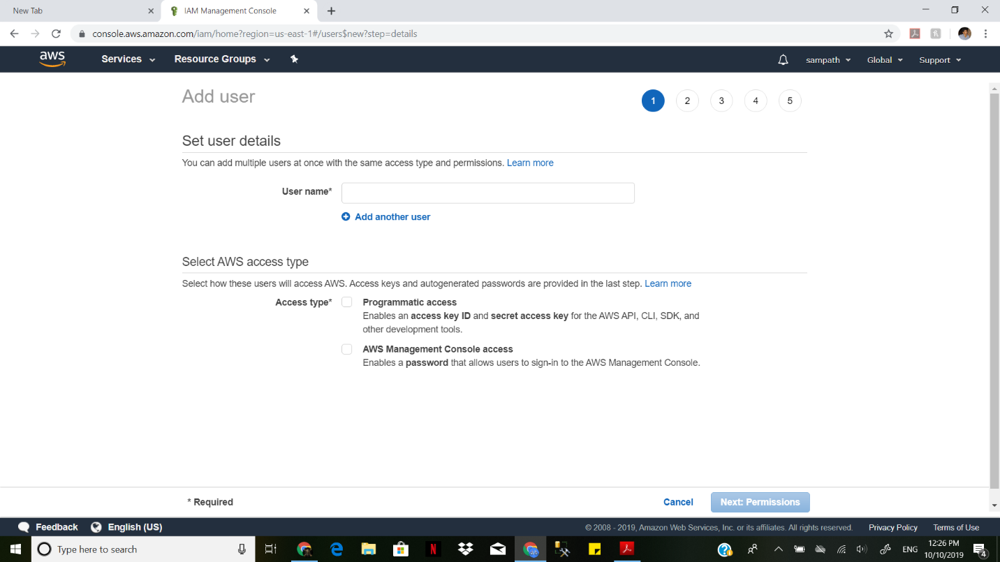 New Tab
IAM Management Console
console.aws.amazon.com/iam/home?region=us-east-1#/users$new?step=details
aws
Services
Resource Groups
sampath
Global
Support
Add user
1
2
3
4
5
Set user details
You can add multiple users at once with the same access type and permissions. Learn more
User name*
Add another user
Select AWS access type
Select how these users will access AWS. Access keys and autogenerated passwords are provided in the last step. Learn more
Access type*
Programmatic access
Enables an access key ID and secret access key for the AWS API, CLI, SDK, and
other development tools.
AWS Management Console access
Enables a password that allows users to sign-in to the AWS Management Console.
* Required
Cancel
Next: Permissions
Feedback
English (US)
© 2008 - 2019, Amazon Web Services, Inc. or its affiliates. All rights reserved.
Privacy Policy
Terms of Use
Type here to search
N
ENG
12:26 PM
10/10/2019
4